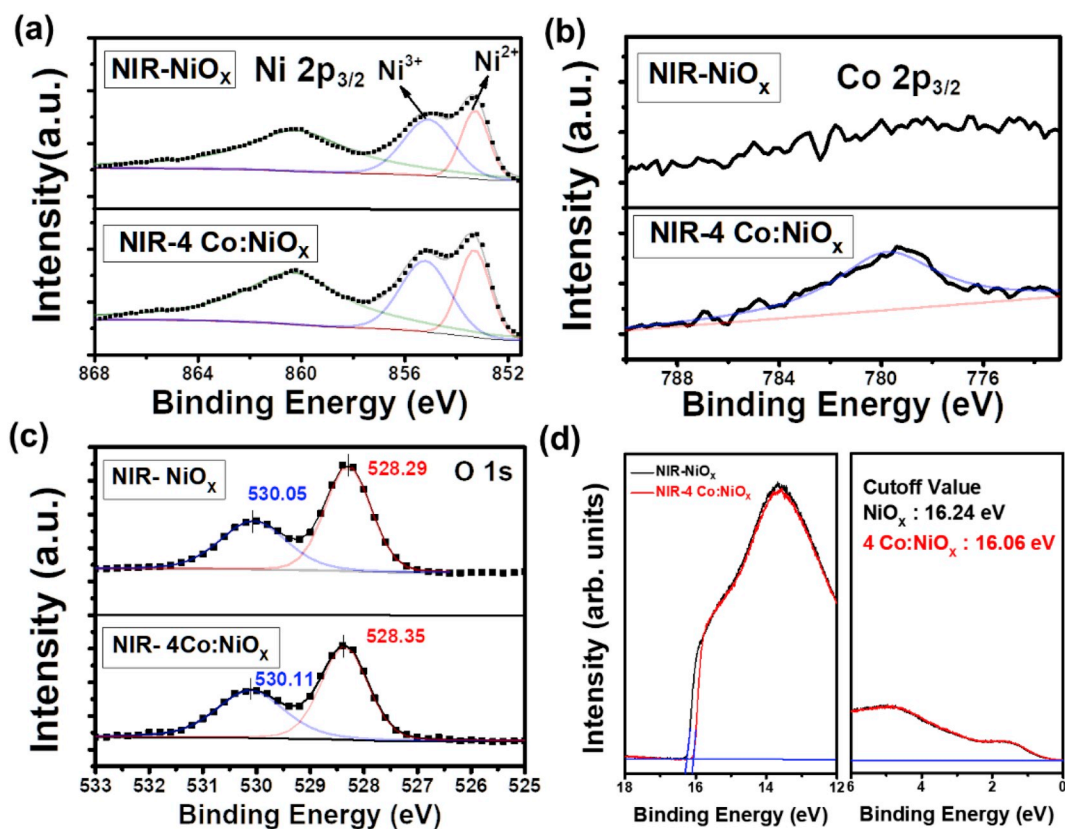 (a)
NIR-NiOₓ
Ni 2p₃/₂
Ni³⁺
Ni²⁺
NIR-4 Co:NiOₓ
Intensity(a.u.)
868 864 860 856 852
Binding Energy (eV)
(b)
NIR-NiOₓ
Co 2p₃/₂
NIR-4 Co:NiOₓ
Intensity (a.u.)
788 784 780 776
Binding Energy (eV)
(c)
NIR- NiOₓ
O 1s
528.29
530.05
NIR- 4Co:NiOₓ
528.35
530.11
Intensity (a.u.)
533 532 531 530 529 528 527 526 525
Binding Energy (eV)
(d)
NIR-NiOₓ
NIR-4 Co:NiOₓ
Intensity (arb. units)
18 16 14 12
Binding Energy (eV)
Cutoff Value
NiOₓ : 16.24 eV
4 Co:NiOₓ : 16.06 eV
6 4 2 0
Binding Energy (eV)